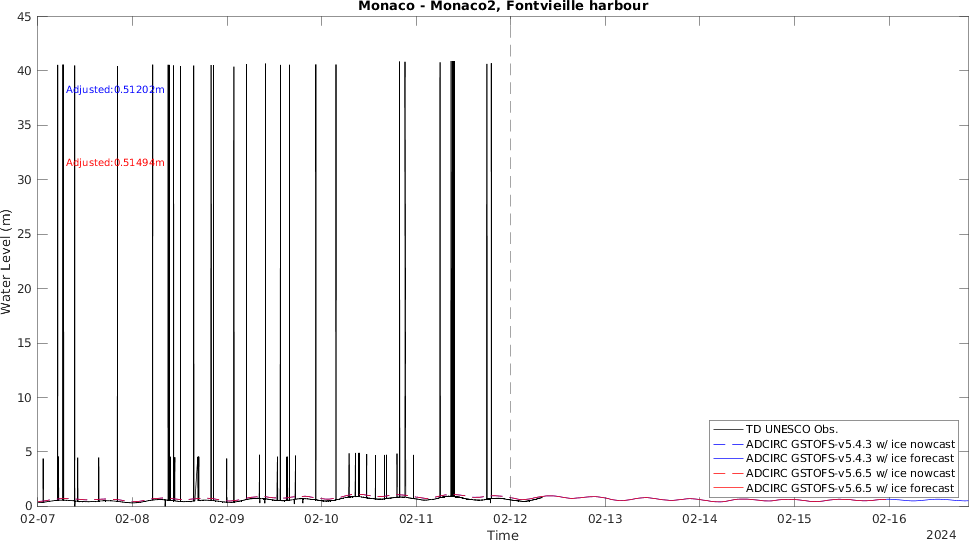 Monaco - Monaco2, Fontvieille harbour
45
40
35
30
25
20
15
10
5
0
Water Level (m)
Adjusted:0.51202m
Adjusted:0.51494m
TD UNESCO Obs.
ADCIRC GSTOFS-v5.4.3 w/ ice nowcast
ADCIRC GSTOFS-v5.4.3 w/ ice forecast
ADCIRC GSTOFS-v5.6.5 w/ ice nowcast
ADCIRC GSTOFS-v5.6.5 w/ ice forecast
02-07 02-08 02-09 02-10 02-11 02-12 02-13 02-14 02-15 02-16
Time
2024